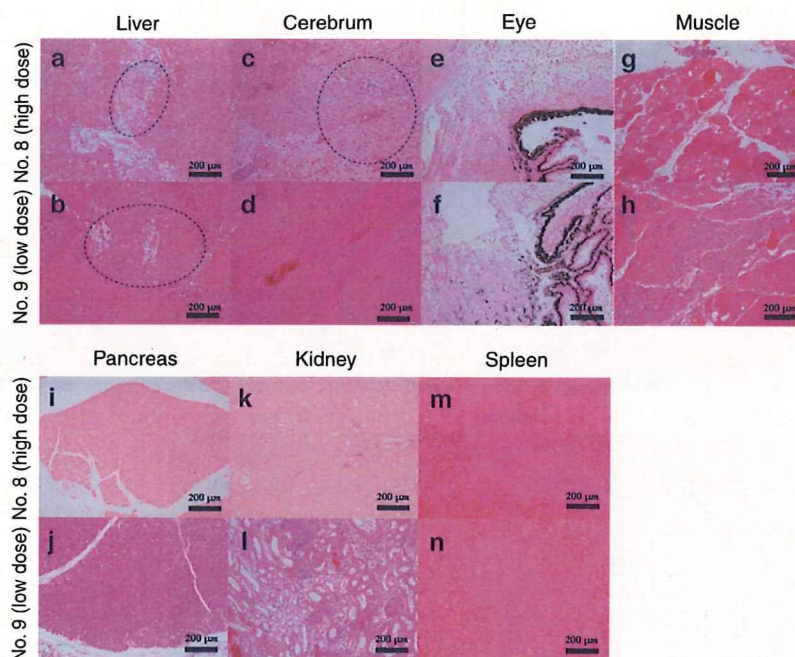 Liver Cerebrum Eye Muscle
No. 8 (high dose)
a c e g
200 µm 200 µm 200 µm 200 µm
No. 9 (low dose)
b d f h
200 µm 200 µm 200 µm 200 µm
Pancreas Kidney Spleen
No. 8 (high dose)
i k m
200 µm 200 µm 200 µm
No. 9 (low dose)
j l n
200 µm 200 µm 200 µm